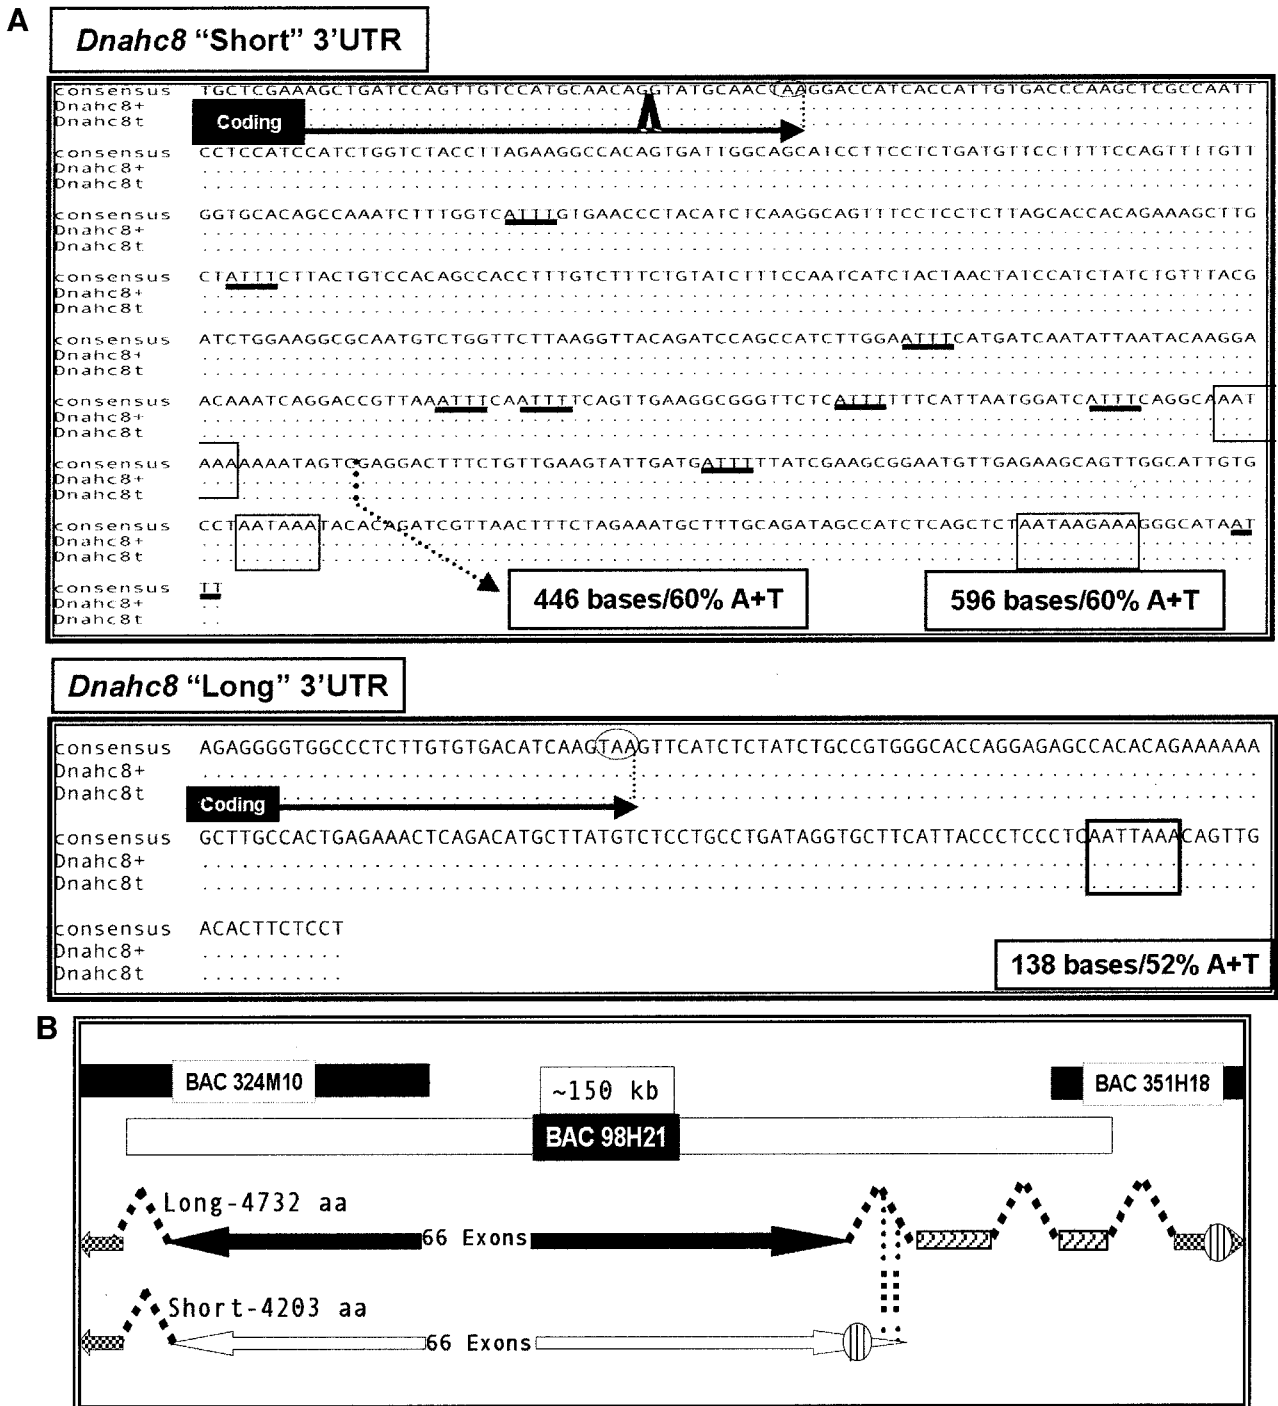 A
Dnahc8 “Short” 3’UTR
consensus TGCTCGAAAGCTGATCCAGTTGTCCATGCAACAGGTATGCAACCTAAGGACCATCACCATTGTGACCCAAGCTCGCCAATT
Dnahc8+
Dnahc8t
Coding
consensus CCTCCATCCATCTGGTCTACCTTAGAAGGCCACAGTGATTGGCAGCATCCTTCCTCTGATGTTCCTTTTTCCAGTTTTGTT
Dnahc8+
Dnahc8t
consensus GGTGCACAGCCAAATCTTTGGTCATTTGTGAACCCTACATCTCAAGGCAGTTTCCTCCTCTTAGCACCACAGAAAGCTTG
Dnahc8+
Dnahc8t
consensus CTATTTCTTACTGTCCACAGCCACCTTTGTCTTTCTGTATCTTTCCAATCATCTACTAACTATCCATCTATCTGTTTACG
Dnahc8+
Dnahc8t
consensus ATCTGGAAGGCGCAATGTCTGGTTCTTAAGGTTACAGATCCAGCCATCTTGGAATTTCATGATCAATATTAATACAAGGA
Dnahc8+
Dnahc8t
consensus ACAAATCAGGACCGTTAAAATTTCAATTTTCAGTTGAAGGCGGGTTCTCATTTTTTCATTAATGGATCATTTCAGGCAAAT
Dnahc8+
Dnahc8t
consensus AAAAAAATAGTCGAGGACTTTCTGTTGAAGTATTGATGATTTTTATCGAAGCGGAATGTTGAGAAGCAGTTGGCATTGTG
Dnahc8+
Dnahc8t
consensus CCTAATAAATACACAGATCGTTAACTTTCTAGAAATGCTTTGCAGATAGCCATCTCAGCTCTAATAAGAAAGGGCATAAT
Dnahc8+
Dnahc8t
consensus TT
Dnahc8+
Dnahc8t
446 bases/60% A+T
596 bases/60% A+T
Dnahc8 “Long” 3’UTR
consensus AGAGGGGTGGCCCTCTTGTGTGACATCAAGTAAGTTCATCTCTATCTGCCGTGGGCACCAGGAGAGCCACACAGAAAAAA
Dnahc8+
Dnahc8t
Coding
consensus GCTTGCCACTGAGAAACTCAGACATGCTTATGTCTCCTGCCTGATAGGTGCTTCATTACCCTCCCTCAATTAAACAGTTG
Dnahc8+
Dnahc8t
consensus ACACTTCTCCT
Dnahc8+
Dnahc8t
138 bases/52% A+T
B
BAC 324M10
~150 kb
BAC 351H18
BAC 98H21
Long-4732 aa
66 Exons
Short-4203 aa
66 Exons